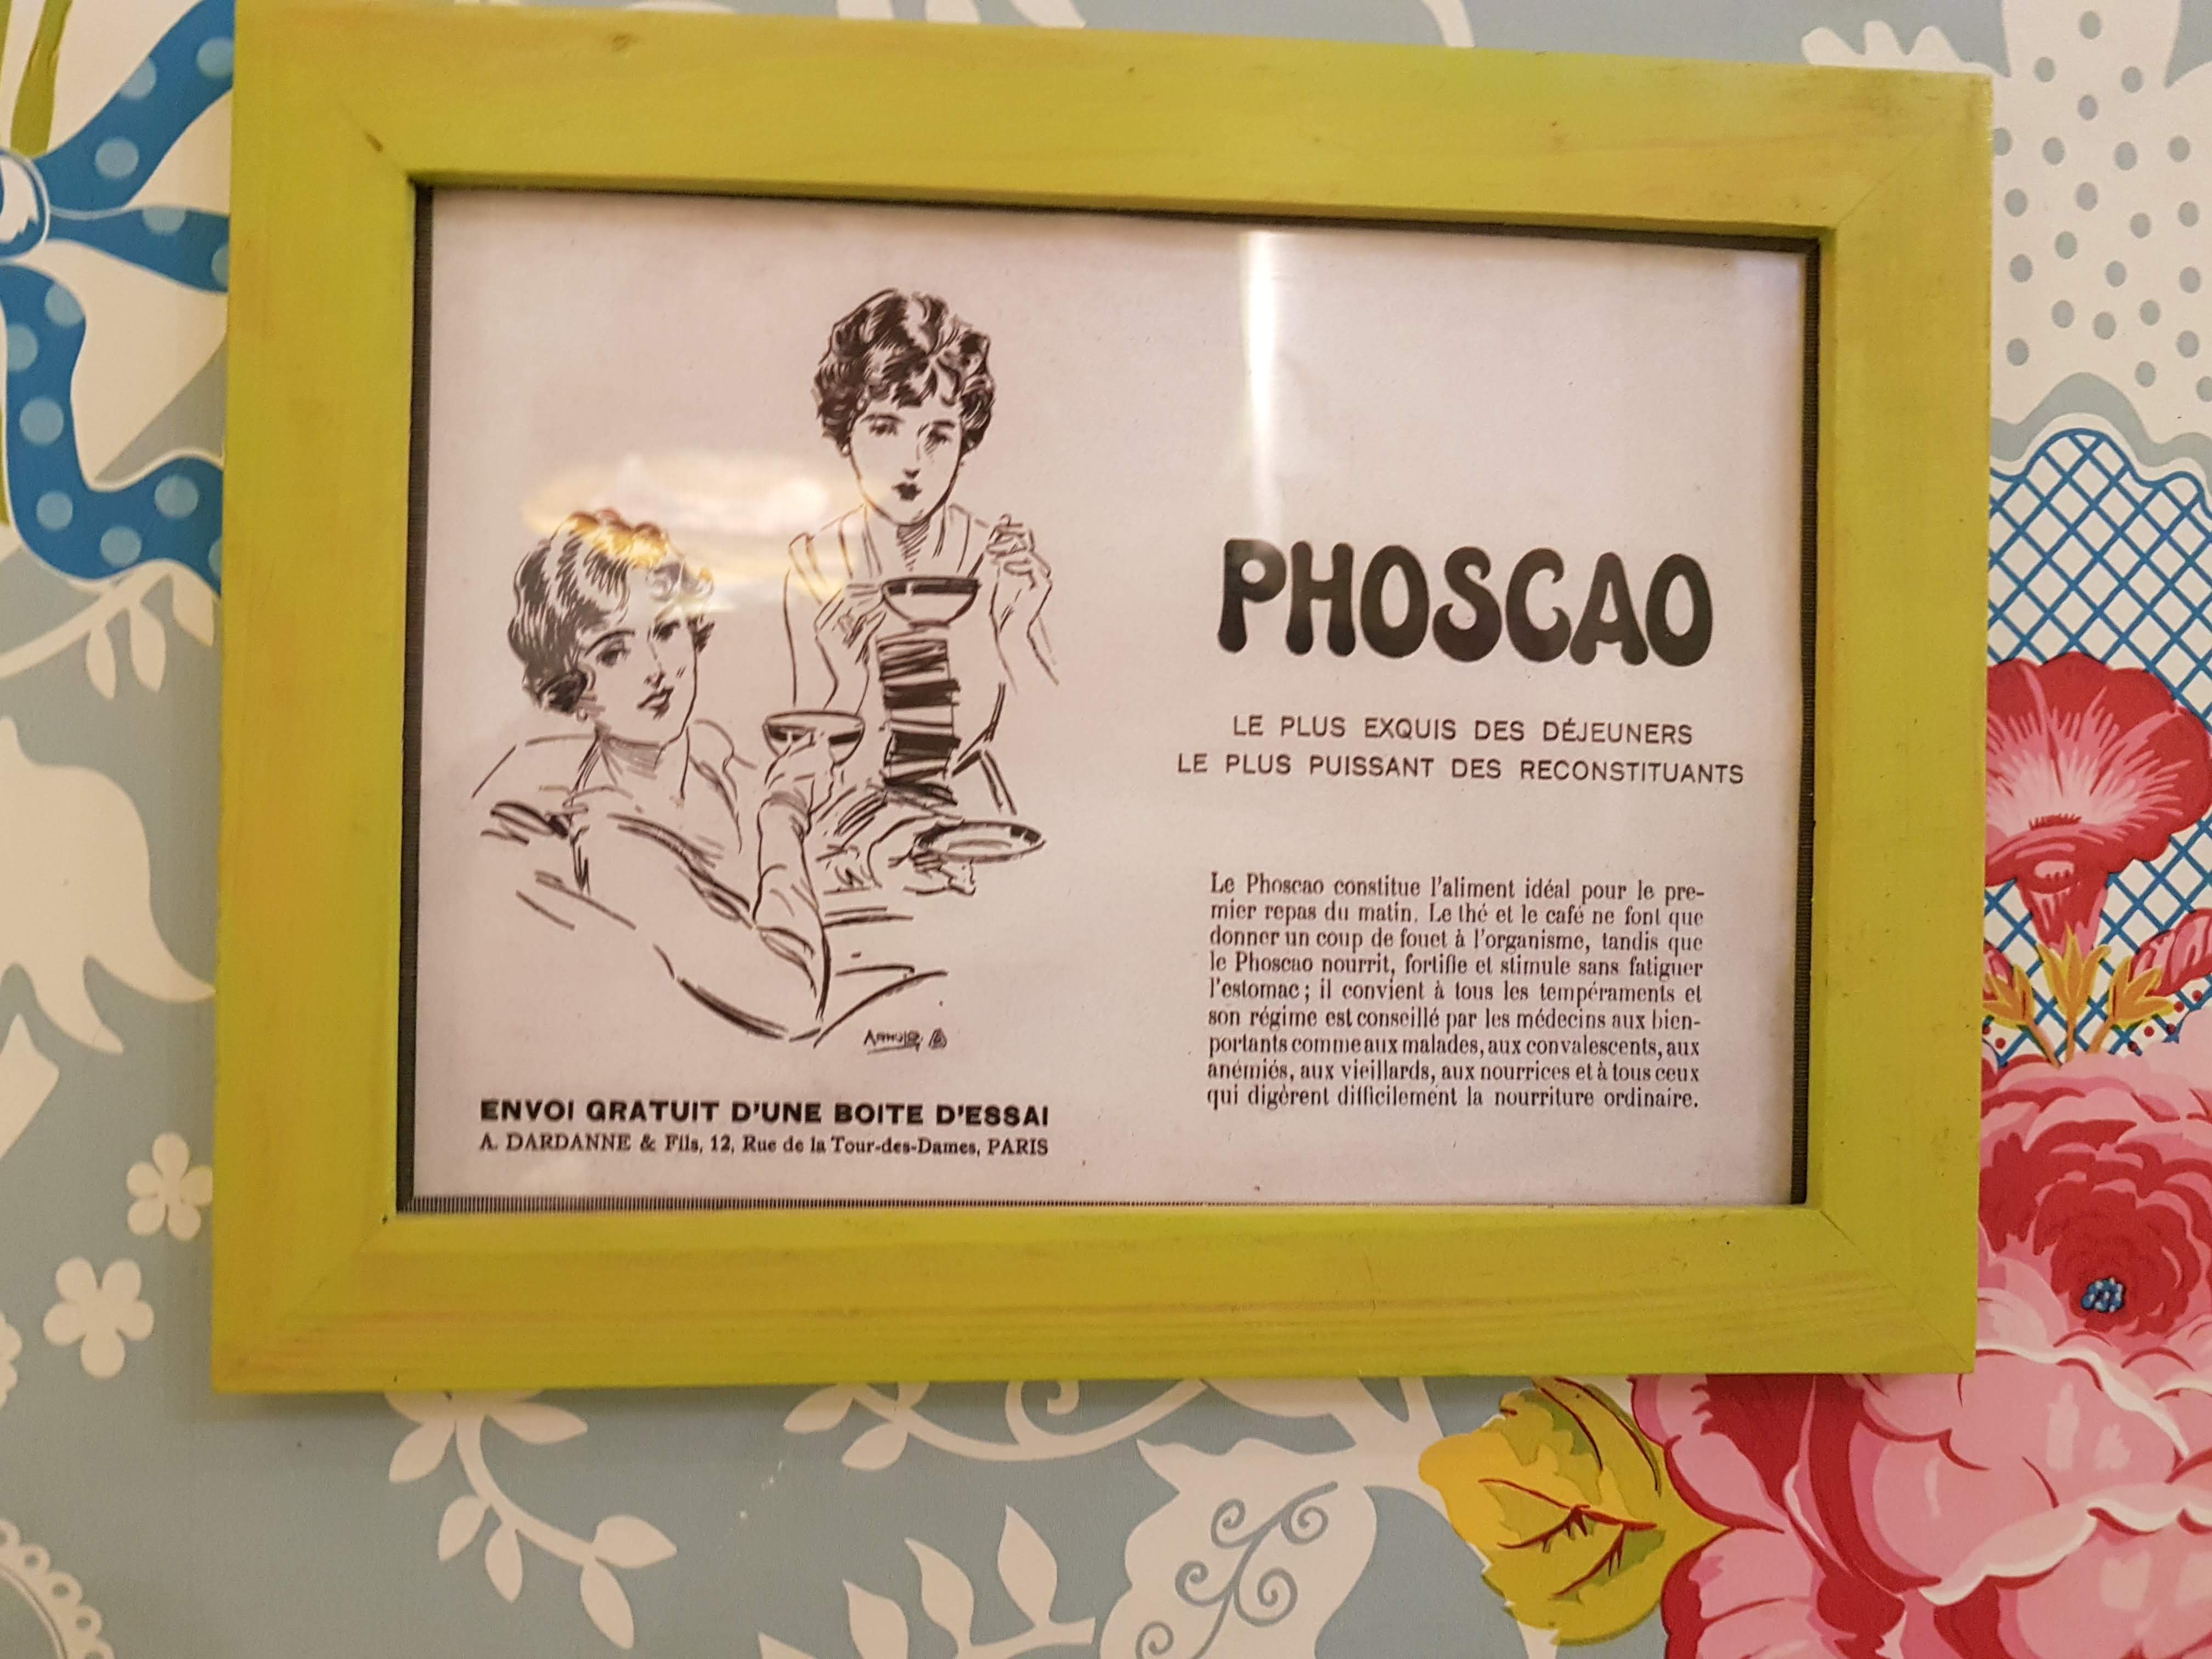 PHOSCAO
LE PLUS EXQUIS DES DÉJEUNERS
LE PLUS PUISSANT DES RECONSTITUANTS
Le Phoscao constitue l'aliment idéal pour le pre-
mier repas du matin. Le thé et le café ne font que
donner un coup de fouet à l'organisme, tandis que
le Phoscao nourrit, fortifie et stimule sans fatiguer
l'estomac ; il convient à tous les tempéraments et
son régime est conseillé par les médecins aux bien-
portants comme aux malades, aux convalescents, aux
anémiés, aux vieillards, aux nourrices et à tous ceux
qui digèrent difficilement la nourriture ordinaire.
ENVOI GRATUIT D'UNE BOITE D'ESSAI
A. DARDANNE & Fils, 12, Rue de la Tour-des-Dames, PARIS